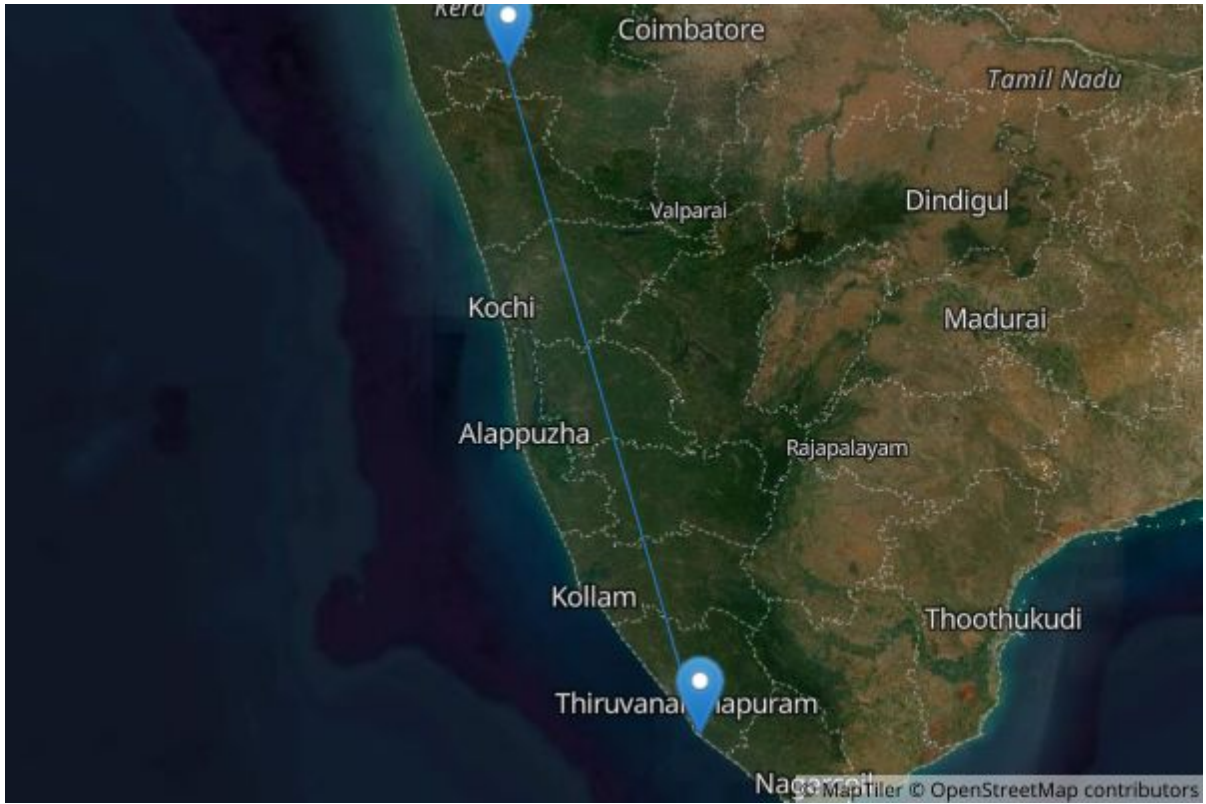 Coimbatore
Tamil Nadu
Dindigul
Valparai
Kochi
Madurai
Alappuzha
Rajapalayam
Kollam
Thoothukudi
© MapTiler © OpenStreetMap contributors